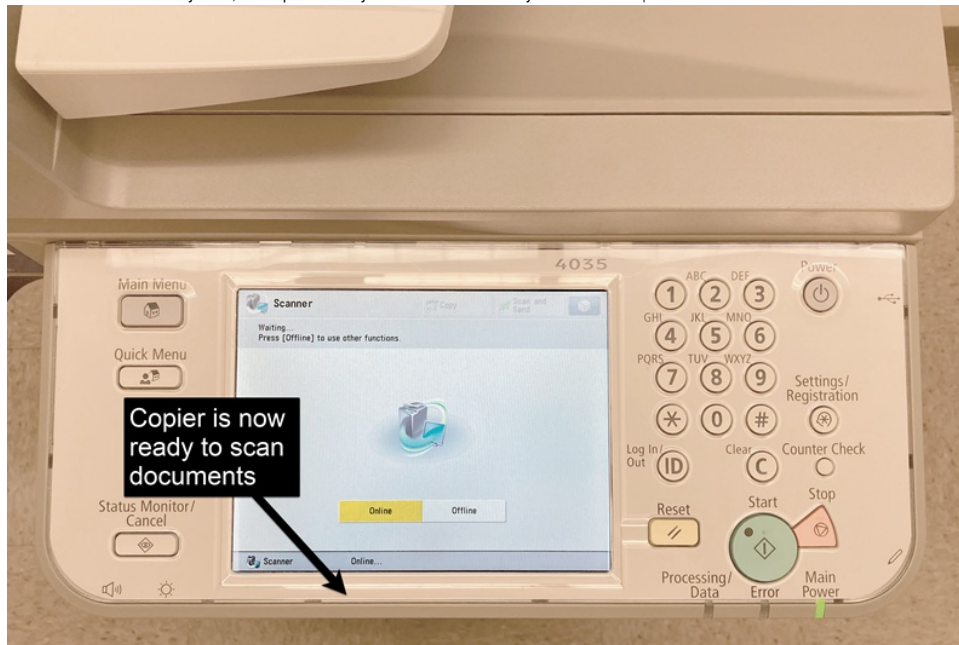 4035
Main Menu
Quick Menu
Scanner
Copy
Scan and
Send
Waiting...
Press [Offline] to use other functions.
Copier is now
ready to scan
documents
Online
Offline
Scanner
Online...
Status Monitor/
Cancel
ABC
DEF
1
2
3
GHI
JKL
MNO
4
5
6
PQRS
TUV
WXYZ
7
8
9
0
#
Log In/
Out
ID
Clear
C
Power
Settings/
Registration
Counter Check
Reset
Start
Stop
Processing/
Data
Error
Main
Power